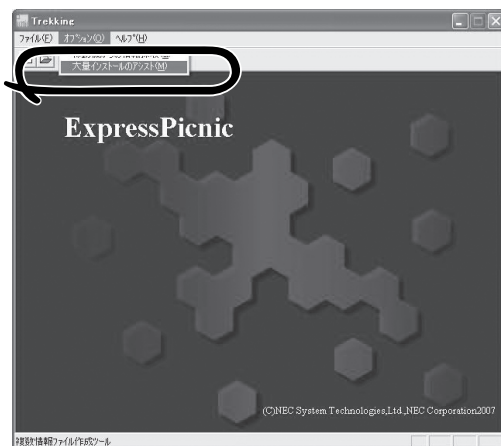 Trekking
ファイル(F) オプション(O) ヘルプ(H)
大量インストールのアシスト(M)
ExpressPicnic
(C)NEC System Technologies,Ltd.,NEC Corporation2007
複数情報ファイル作成ツール